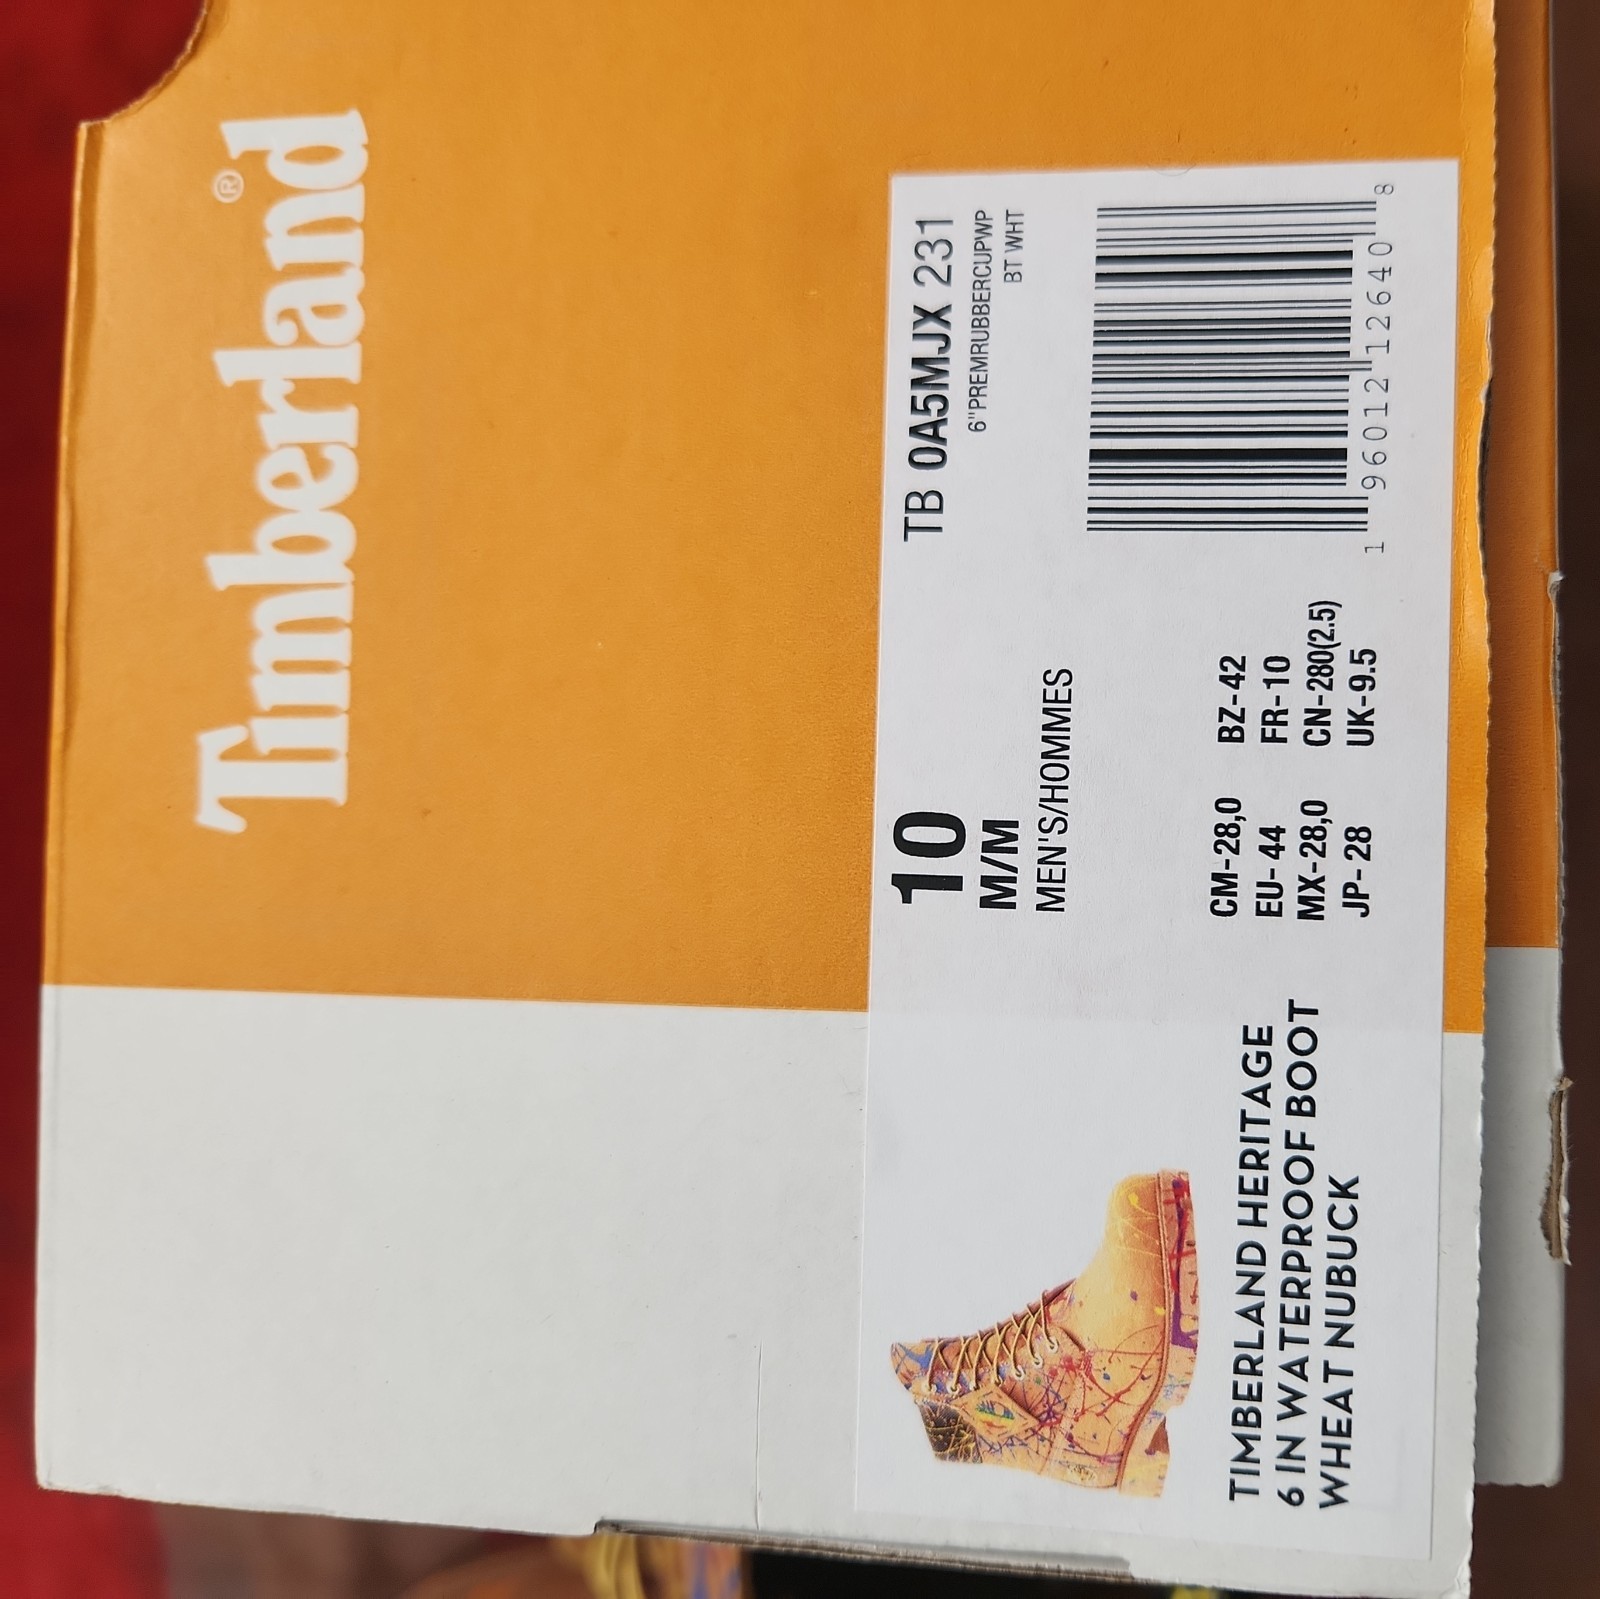 Timberland®
TB 0A5MJX 231
6"PREMRUBBERCUPWP
BT WHT
1 96012 12640 8
10
M/M
MEN'S/HOMMES
CM-28,0 BZ-42
EU-44 FR-10
MX-28,0 CN-280(2.5)
JP-28 UK-9.5
TIMBERLAND HERITAGE
6 IN WATERPROOF BOOT
WHEAT NUBUCK